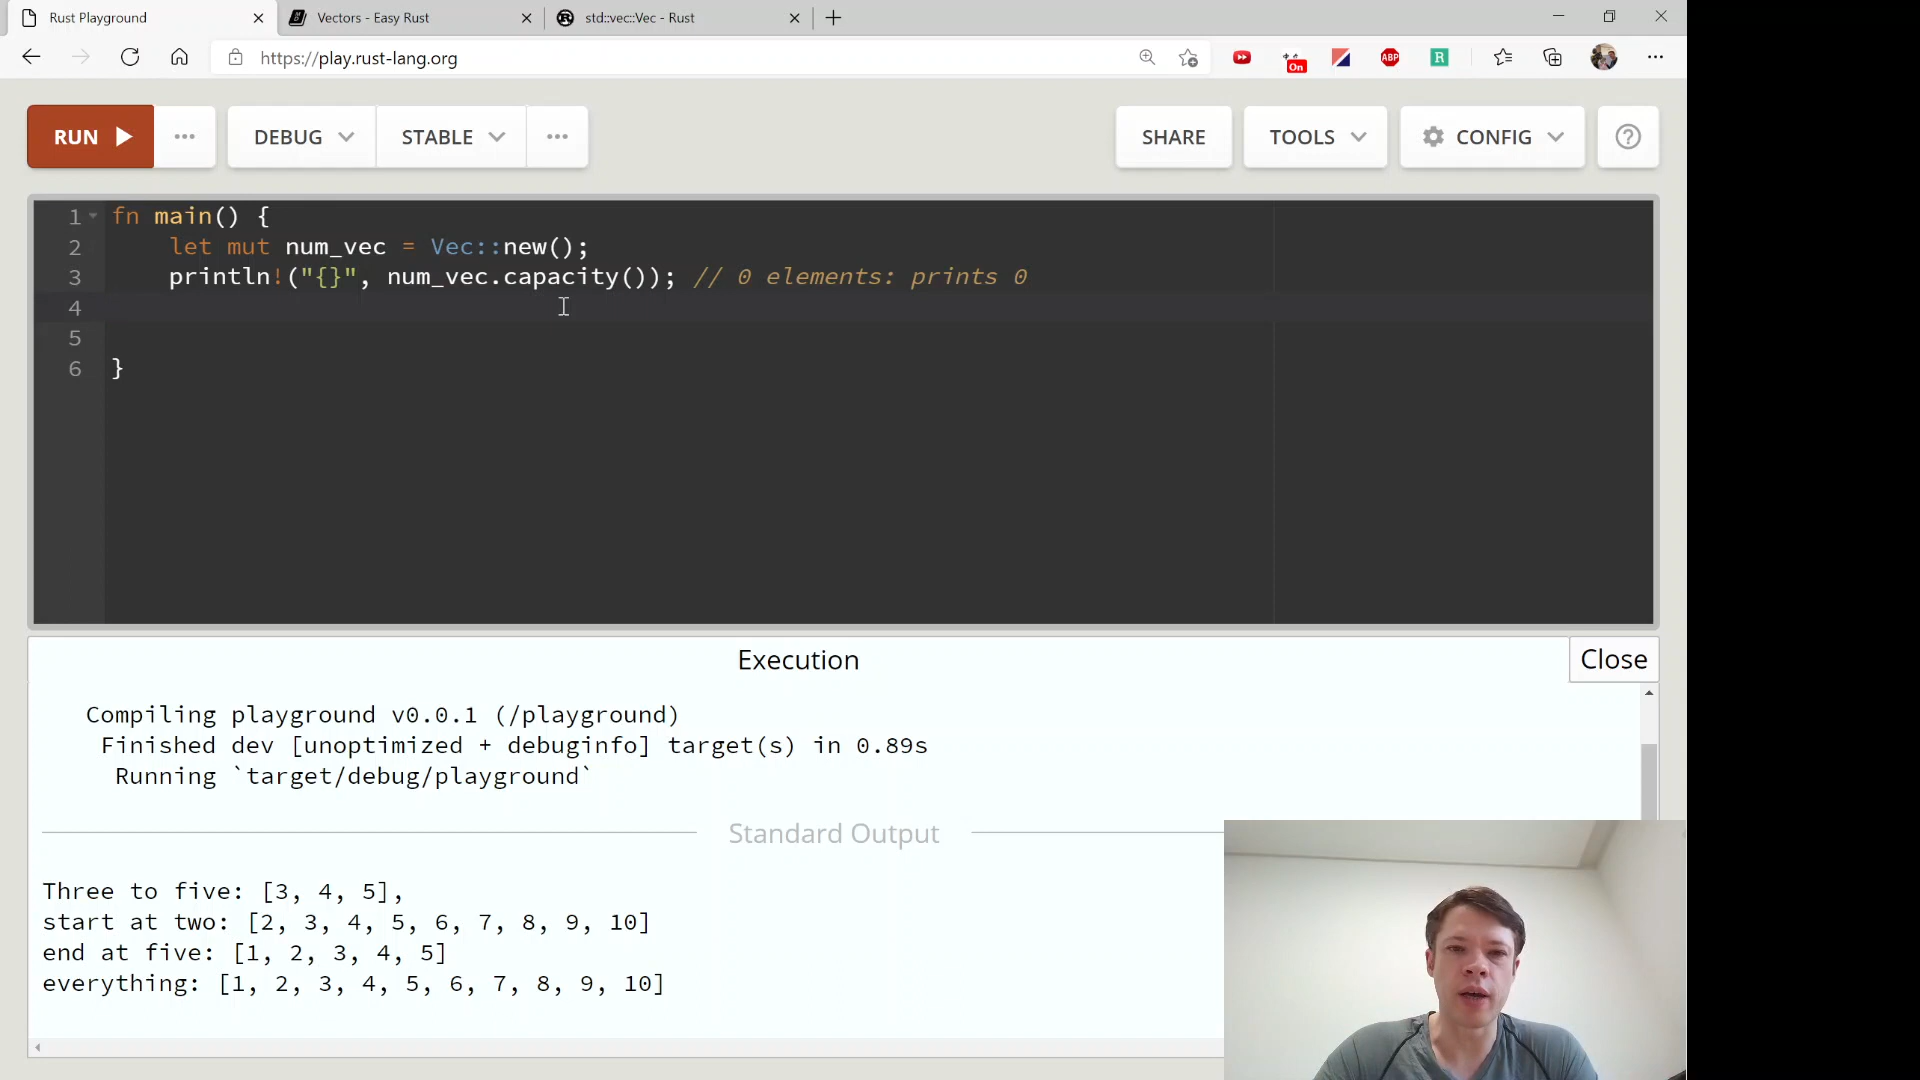 Rust Playground
Vectors - Easy Rust
std::vec::Vec - Rust
https://play.rust-lang.org
On
ABP
R
RUN
DEBUG
STABLE
SHARE
TOOLS
CONFIG
1 fn main() {
2 let mut num_vec = Vec::new();
3 println!("{}", num_vec.capacity()); // 0 elements: prints 0
4
5
6 }
Execution
Close
Compiling playground v0.0.1 (/playground)
Finished dev [unoptimized + debuginfo] target(s) in 0.89s
Running `target/debug/playground`
Standard Output
Three to five: [3, 4, 5],
start at two: [2, 3, 4, 5, 6, 7, 8, 9, 10]
end at five: [1, 2, 3, 4, 5]
everything: [1, 2, 3, 4, 5, 6, 7, 8, 9, 10]